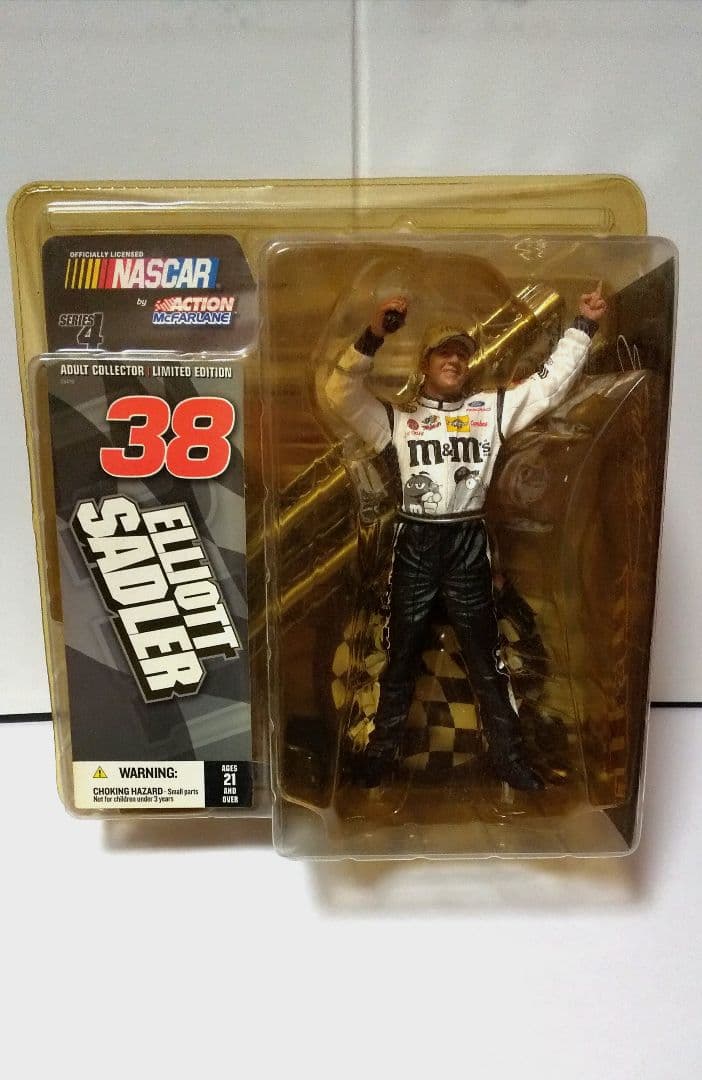 OFFICIALLY LICENSED
NASCAR
by ACTION
McFARLANE
SERIES 4
ADULT COLLECTOR | LIMITED EDITION
38
ELLIOTT
SADLER
WARNING:
CHOKING HAZARD - Small parts
Not for children under 3 years
AGES
21
AND
OVER
Ford
m&m's
m